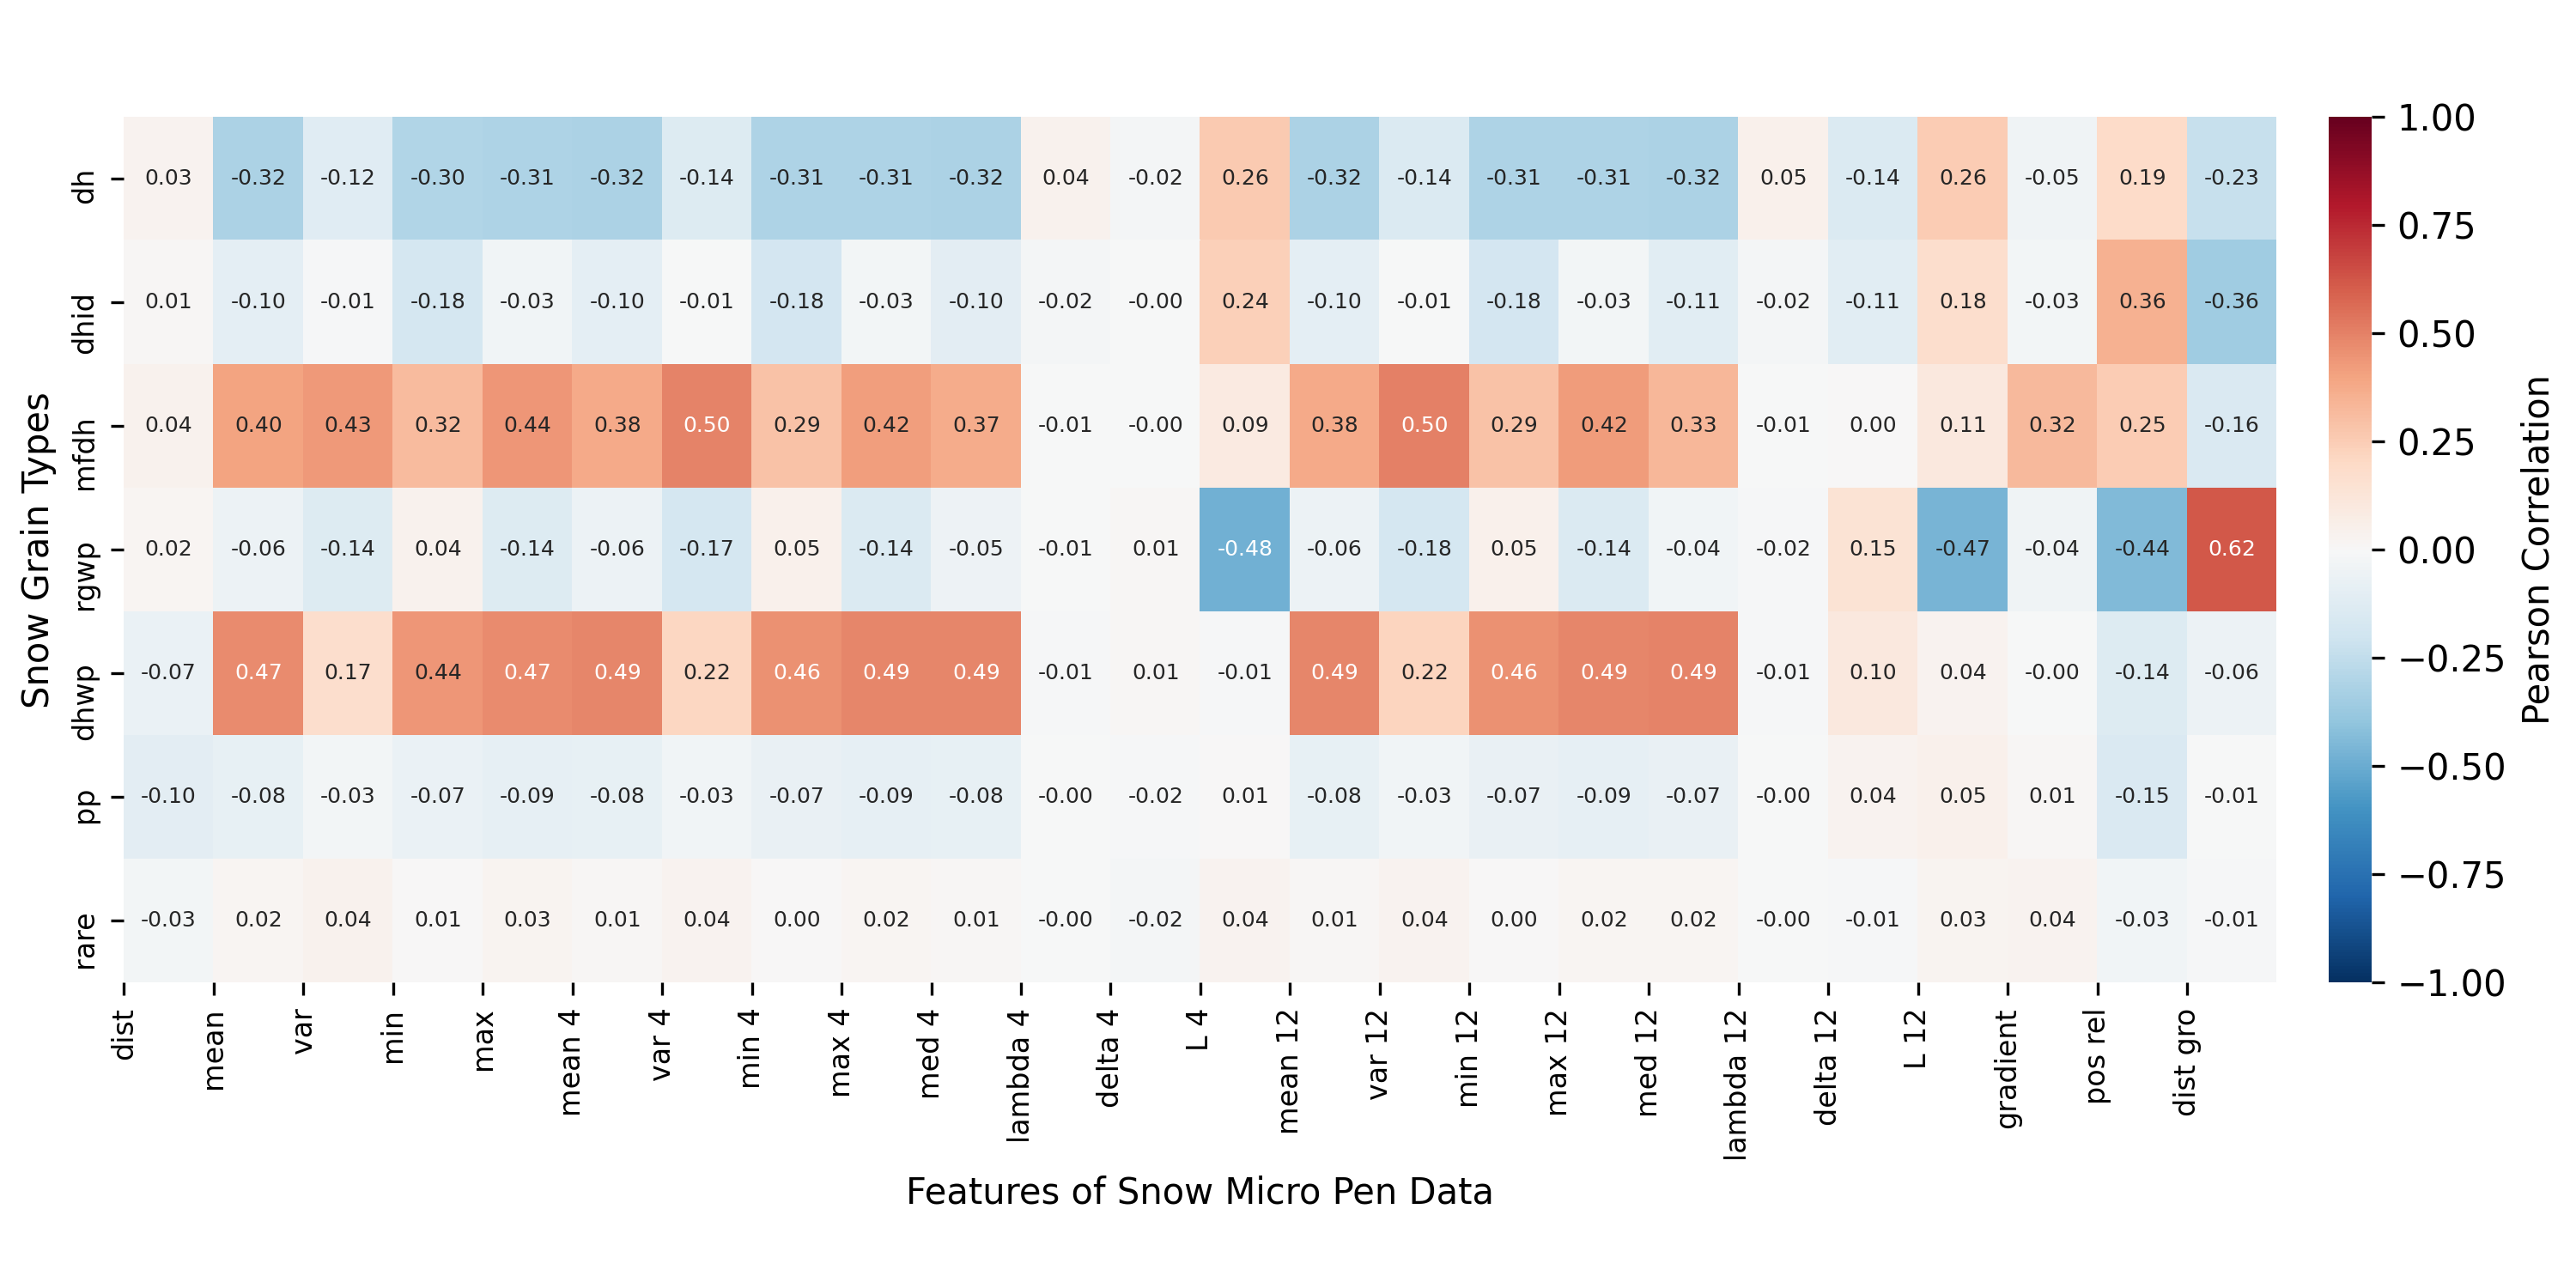 dh 0.03 -0.32 -0.12 -0.30 -0.31 -0.32 -0.14 -0.31 -0.31 -0.32 0.04 -0.02 0.26 -0.32 -0.14 -0.31 -0.31 -0.32 0.05 -0.14 0.26 -0.05 0.19 -0.23
dhid 0.01 -0.10 -0.01 -0.18 -0.03 -0.10 -0.01 -0.18 -0.03 -0.10 -0.02 -0.00 0.24 -0.10 -0.01 -0.18 -0.03 -0.11 -0.02 -0.11 0.18 -0.03 0.36 -0.36
mfdh 0.04 0.40 0.43 0.32 0.44 0.38 0.50 0.29 0.42 0.37 -0.01 -0.00 0.09 0.38 0.50 0.29 0.42 0.33 -0.01 0.00 0.11 0.32 0.25 -0.16
rgwp 0.02 -0.06 -0.14 0.04 -0.14 -0.06 -0.17 0.05 -0.14 -0.05 -0.01 0.01 -0.48 -0.06 -0.18 0.05 -0.14 -0.04 -0.02 0.15 -0.47 -0.04 -0.44 0.62
dhwp -0.07 0.47 0.17 0.44 0.47 0.49 0.22 0.46 0.49 0.49 -0.01 0.01 -0.01 0.49 0.22 0.46 0.49 0.49 -0.01 0.10 0.04 -0.00 -0.14 -0.06
pp -0.10 -0.08 -0.03 -0.07 -0.09 -0.08 -0.03 -0.07 -0.09 -0.08 -0.00 -0.02 0.01 -0.08 -0.03 -0.07 -0.09 -0.07 -0.00 0.04 0.05 0.01 -0.15 -0.01
rare -0.03 0.02 0.04 0.01 0.03 0.01 0.04 0.00 0.02 0.01 -0.00 -0.02 0.04 0.01 0.04 0.00 0.02 0.02 -0.00 -0.01 0.03 0.04 -0.03 -0.01
Snow Grain Types
dist mean var min max mean 4 var 4 min 4 max 4 med 4 lambda 4 delta 4 L 4 mean 12 var 12 min 12 max 12 med 12 lambda 12 delta 12 L 12 gradient pos rel dist gro
Features of Snow Micro Pen Data
1.00
0.75
0.50
0.25
0.00
−0.25
−0.50
−0.75
−1.00
Pearson Correlation